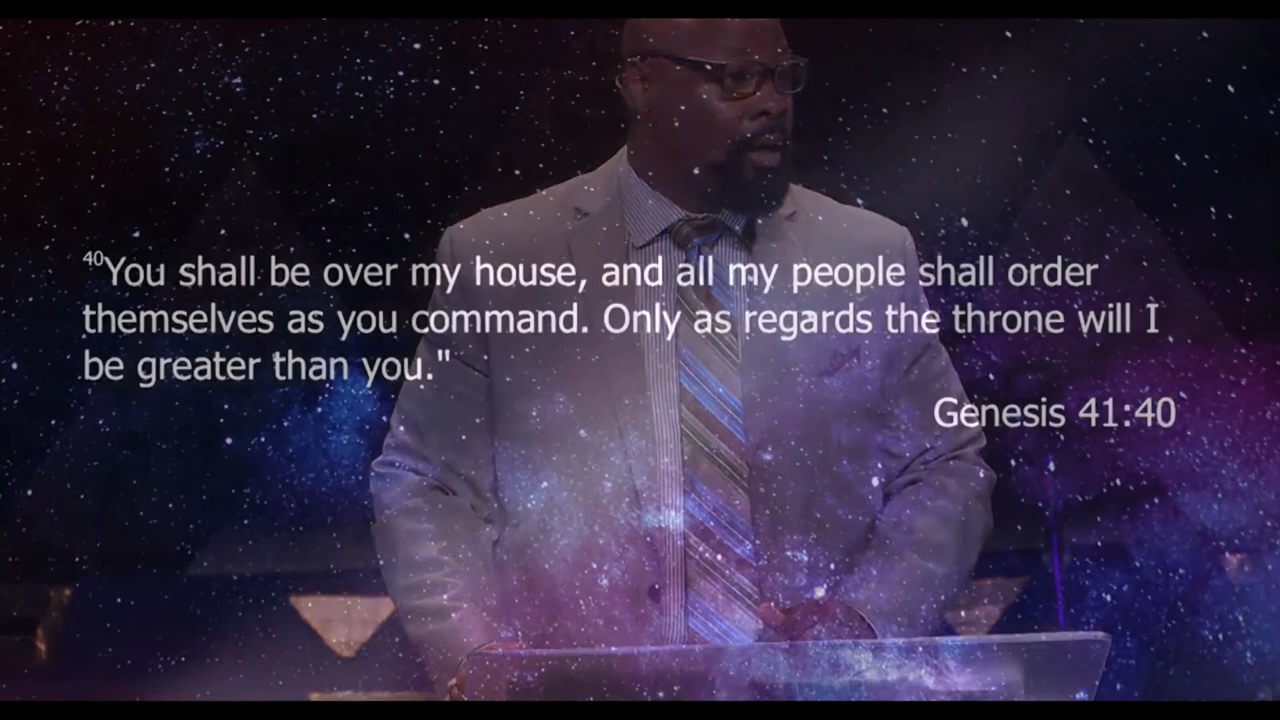 40You shall be over my house, and all my people shall order
themselves as you command. Only as regards the throne will I
be greater than you."
Genesis 41:40